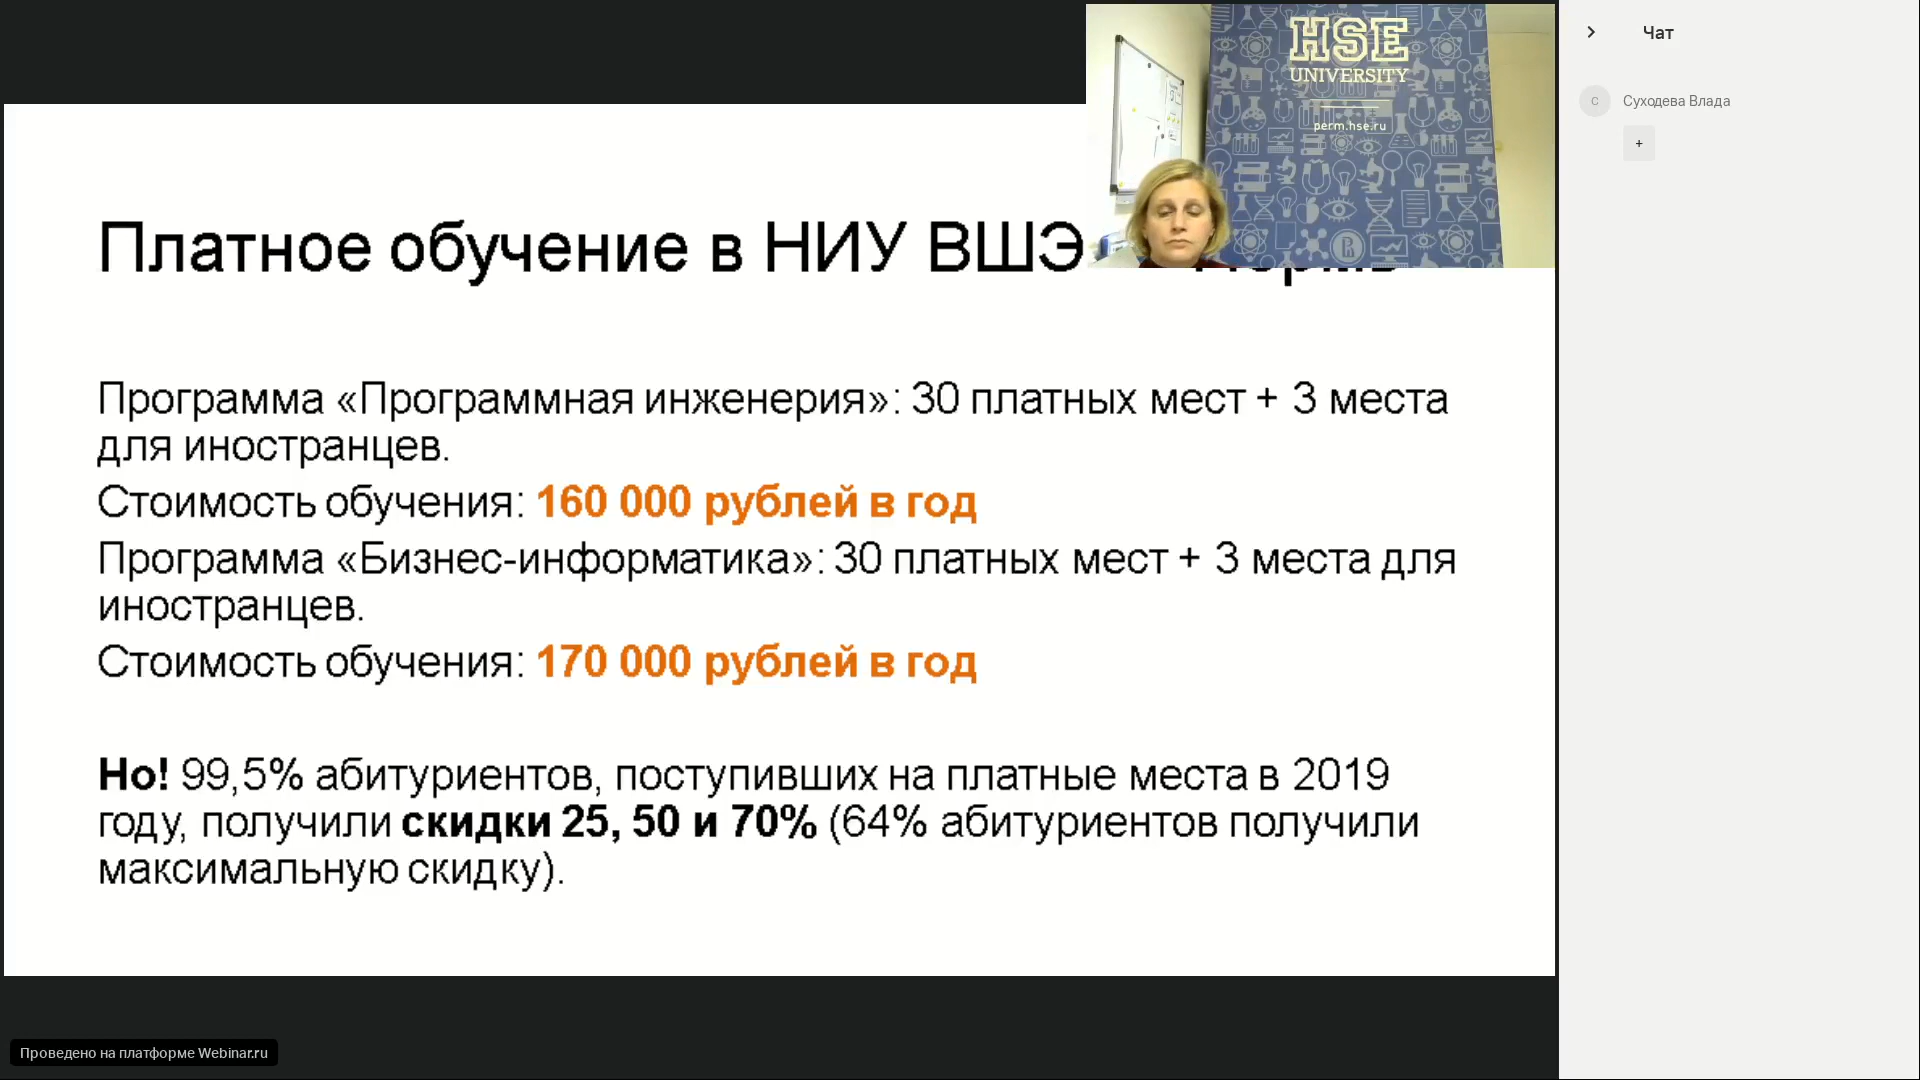 HSE
UNIVERSITY
perm.hse.ru
Чат
С Суходева Влада
+
Платное обучение в НИУ ВШЭ
Программа «Программная инженерия»: 30 платных мест + 3 места
для иностранцев.
Стоимость обучения: 160 000 рублей в год
Программа «Бизнес-информатика»: 30 платных мест + 3 места для
иностранцев.
Стоимость обучения: 170 000 рублей в год
Но! 99,5% абитуриентов, поступивших на платные места в 2019
году, получили скидки 25, 50 и 70% (64% абитуриентов получили
максимальную скидку).
Проведено на платформе Webinar.ru